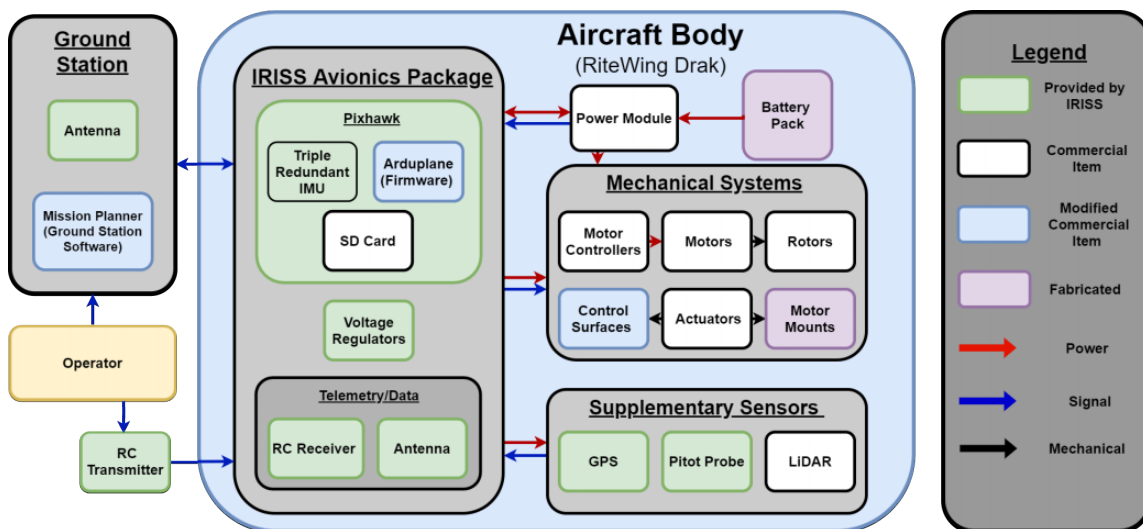 Ground
Station
Antenna
Mission Planner
(Ground Station
Software)
Operator
RC
Transmitter
Aircraft Body
(RiteWing Drak)
IRISS Avionics Package
Pixhawk
Triple
Redundant
IMU
Arduplane
(Firmware)
SD Card
Voltage
Regulators
Telemetry/Data
RC Receiver
Antenna
Power Module
Battery
Pack
Mechanical Systems
Motor
Controllers
Motors
Rotors
Control
Surfaces
Actuators
Motor
Mounts
Supplementary Sensors
GPS
Pitot Probe
LiDAR
Legend
Provided by
IRISS
Commercial
Item
Modified
Commercial
Item
Fabricated
Power
Signal
Mechanical